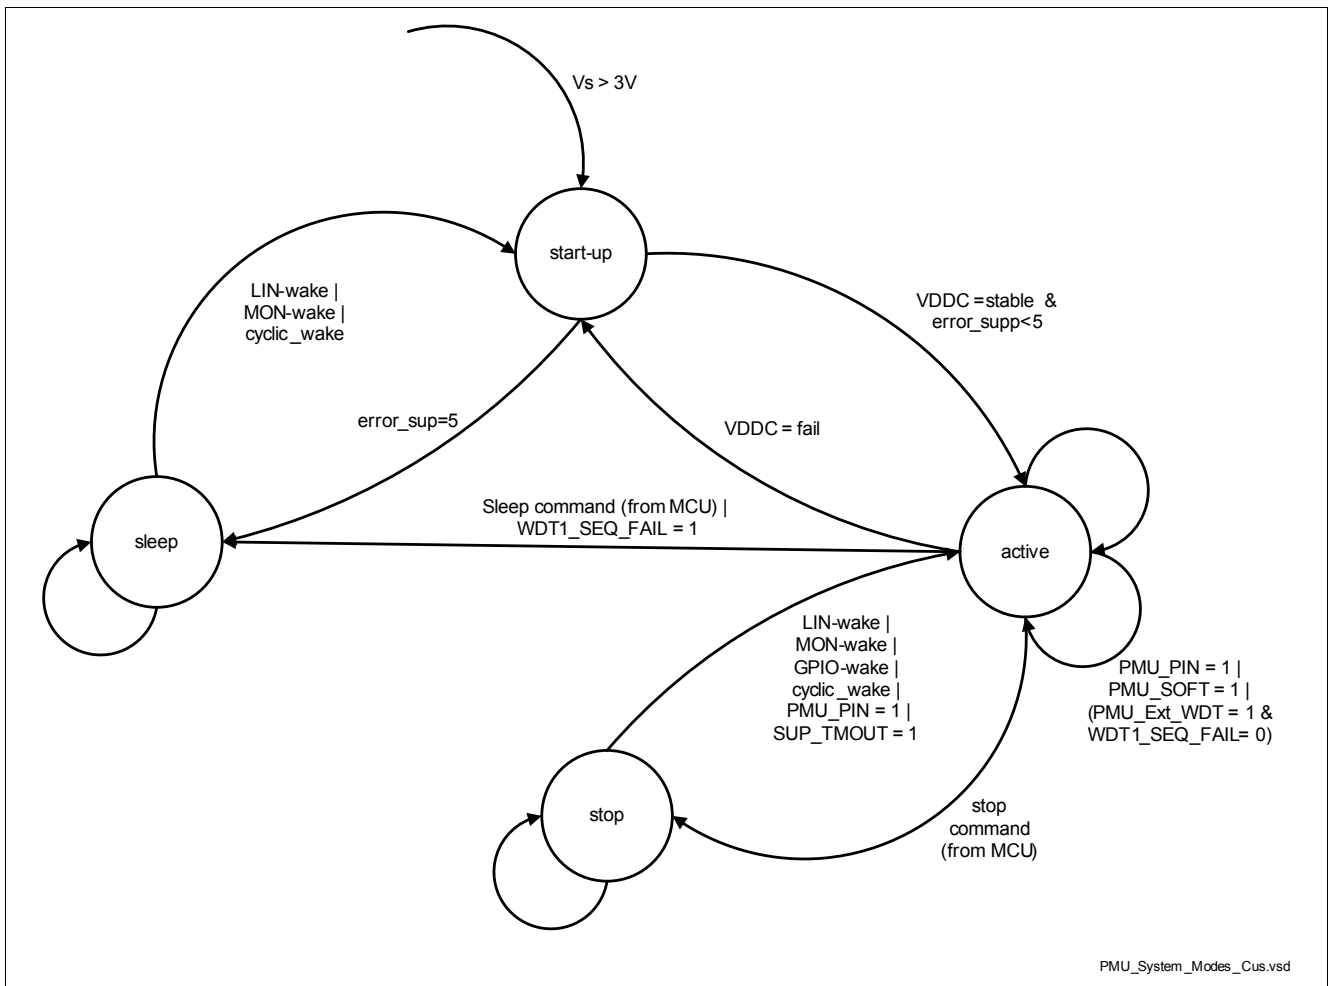 Vs > 3V
start-up
LIN-wake |
MON-wake |
cyclic_wake
VDDC =stable &
error_supp<5
error_sup=5
VDDC = fail
Sleep command (from MCU) |
WDT1_SEQ_FAIL = 1
sleep
active
LIN-wake |
MON-wake |
GPIO-wake |
cyclic_wake |
PMU_PIN = 1 |
SUP_TMOUT = 1
PMU_PIN = 1 |
PMU_SOFT = 1 |
(PMU_Ext_WDT = 1 &
WDT1_SEQ_FAIL= 0)
stop
stop
command
(from MCU)
PMU_System_Modes_Cus.vsd